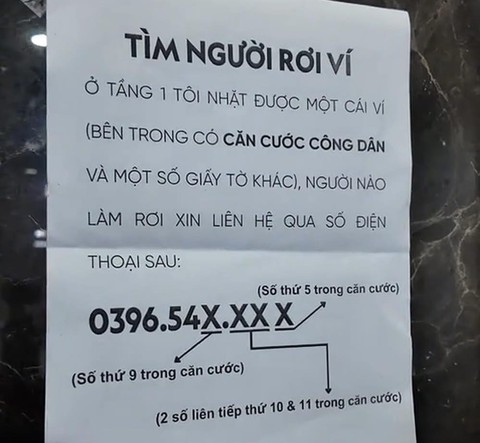 TÌM NGƯỜI RƠI VÍ
Ở TẦNG 1 TÔI NHẶT ĐƯỢC MỘT CÁI VÍ
(BÊN TRONG CÓ CĂN CƯỚC CÔNG DÂN
VÀ MỘT SỐ GIẤY TỜ KHÁC), NGƯỜI NÀO
LÀM RƠI XIN LIÊN HỆ QUA SỐ ĐIỆN
THOẠI SAU:
(Số thứ 5 trong căn cước)
0396.54X.XX X
(Số thứ 9 trong căn cước)
(2 số liên tiếp thứ 10 & 11 trong căn cước)